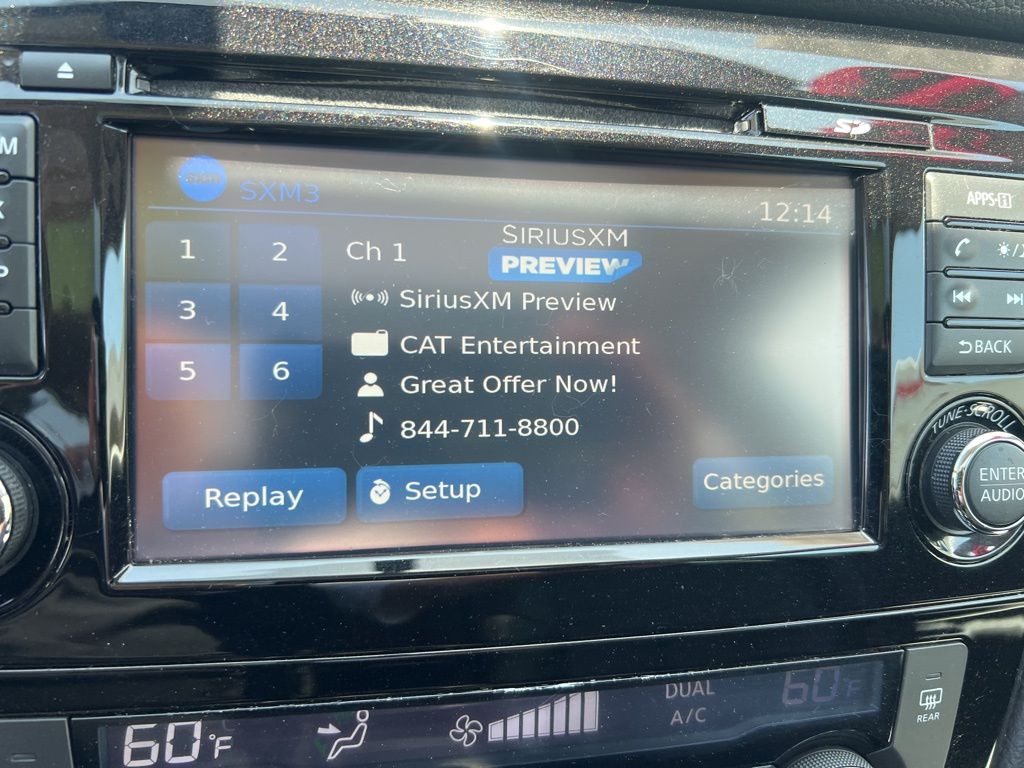 M
SD
APPS·i
SXM3
12:14
1
2
Ch 1
SIRIUSXM
PREVIEW
3
4
SiriusXM Preview
CAT Entertainment
5
6
Great Offer Now!
844-711-8800
BACK
TUNE·SCROLL
ENTER
AUDIO
Replay
Setup
Categories
60°F
DUAL
A/C
60°F
REAR